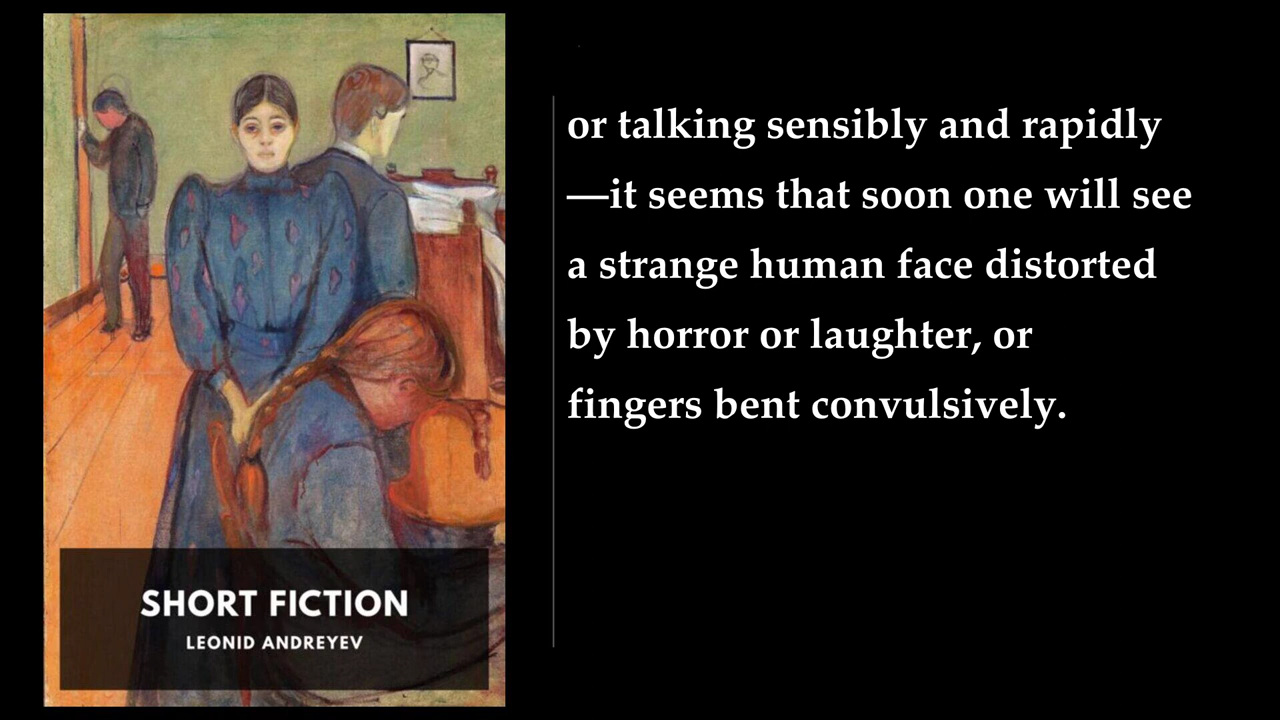 SHORT FICTION
LEONID ANDREYEV
or talking sensibly and rapidly
—it seems that soon one will see
a strange human face distorted
by horror or laughter, or
fingers bent convulsively.